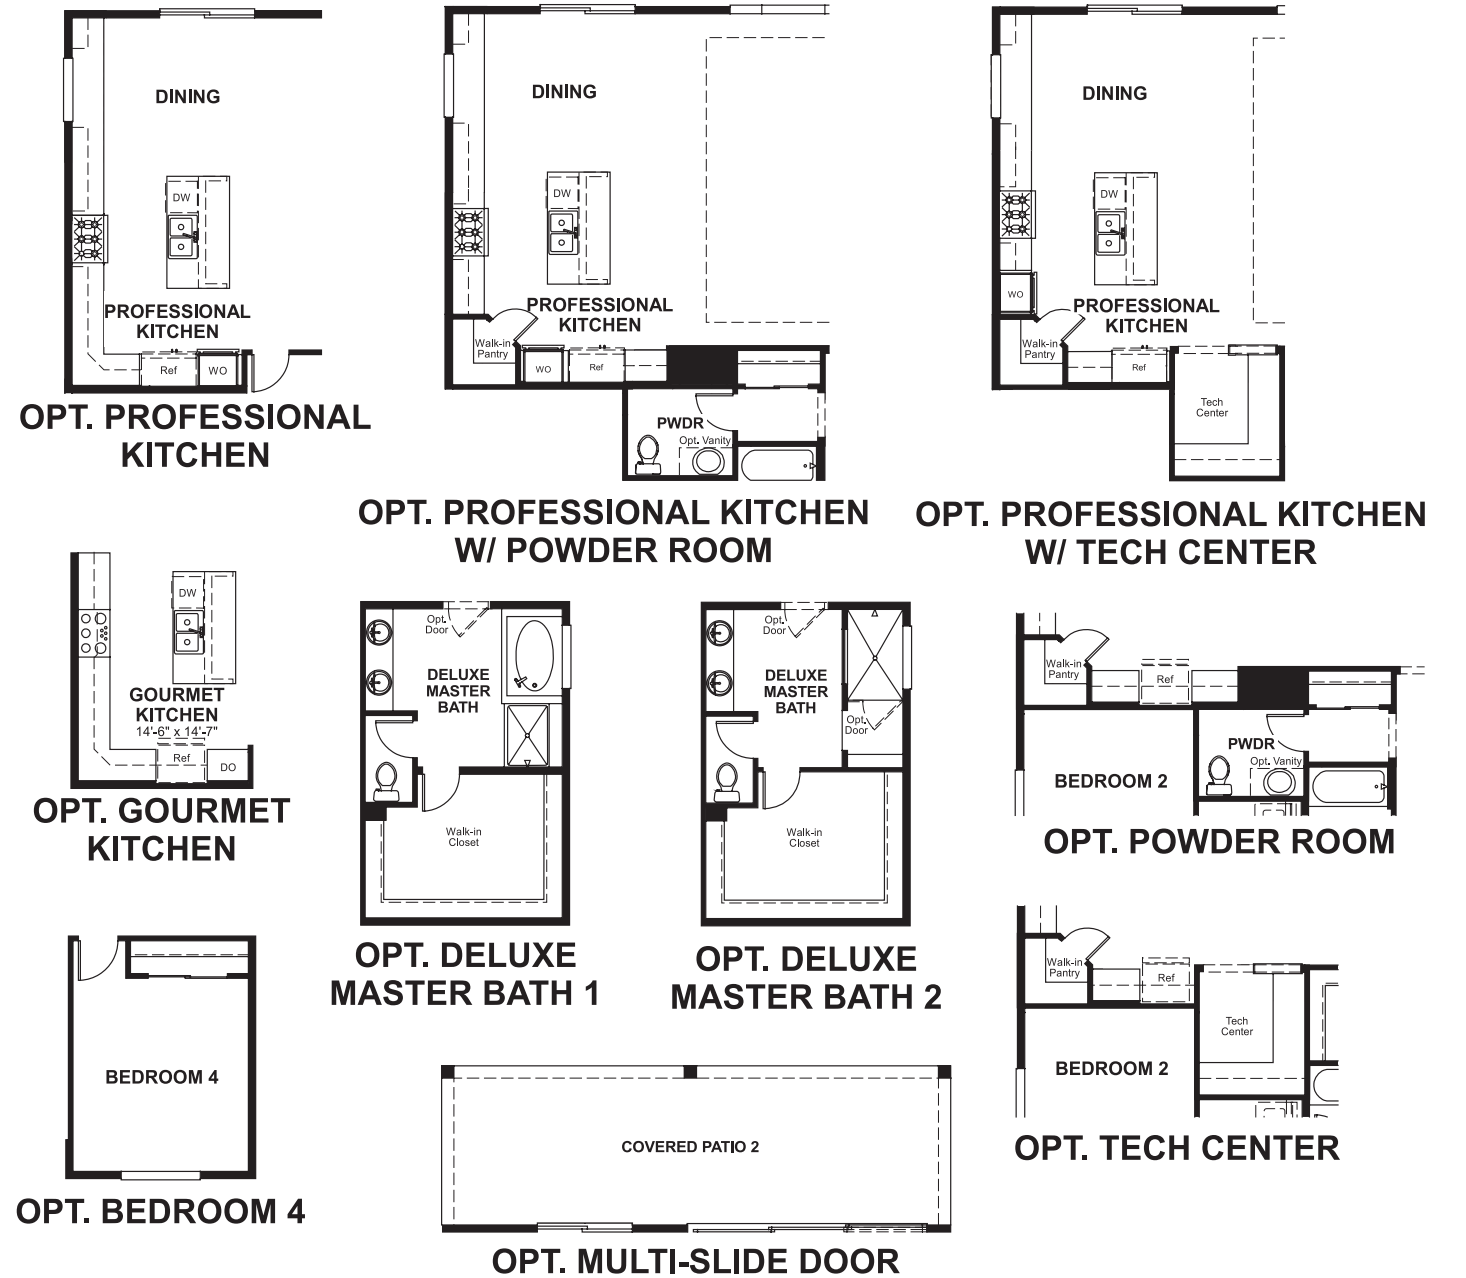 DINING
DW
PROFESSIONAL
KITCHEN
Ref
WO
OPT. PROFESSIONAL
KITCHEN
DINING
DW
PROFESSIONAL
KITCHEN
Walk-in
Pantry
WO
Ref
PWDR
Opt. Vanity
OPT. PROFESSIONAL KITCHEN
W/ POWDER ROOM
DINING
DW
WO
PROFESSIONAL
KITCHEN
Walk-in
Pantry
Ref
Tech
Center
OPT. PROFESSIONAL KITCHEN
W/ TECH CENTER
DW
GOURMET
KITCHEN
14'-6" x 14'-7"
Ref
DO
OPT. GOURMET
KITCHEN
Opt.
Door
DELUXE
MASTER
BATH
Walk-in
Closet
OPT. DELUXE
MASTER BATH 1
Opt.
Door
DELUXE
MASTER
BATH
Opt.
Door
Walk-in
Closet
OPT. DELUXE
MASTER BATH 2
Walk-in
Pantry
Ref
PWDR
Opt. Vanity
BEDROOM 2
OPT. POWDER ROOM
BEDROOM 4
OPT. BEDROOM 4
COVERED PATIO 2
OPT. MULTI-SLIDE DOOR
Walk-in
Pantry
Ref
Tech
Center
BEDROOM 2
OPT. TECH CENTER